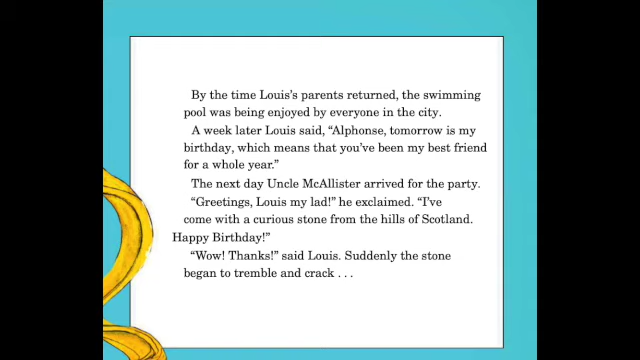 By the time Louis's parents returned, the swimming
pool was being enjoyed by everyone in the city.
A week later Louis said, "Alphonse, tomorrow is my
birthday, which means that you've been my best friend
for a whole year."
The next day Uncle McAllister arrived for the party.
"Greetings, Louis my lad!" he exclaimed. "I've
come with a curious stone from the hills of Scotland.
Happy Birthday!"
"Wow! Thanks!" said Louis. Suddenly the stone
began to tremble and crack . . .